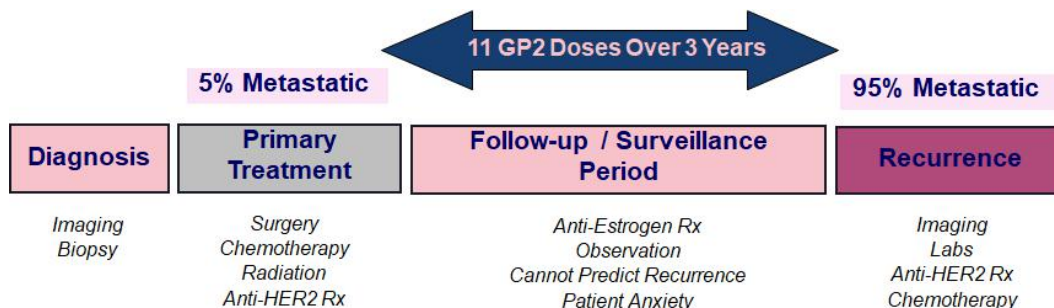 11 GP2 Doses Over 3 Years
5% Metastatic
95% Metastatic
Diagnosis
Primary
Treatment
Follow-up / Surveillance
Period
Recurrence
Imaging
Biopsy
Surgery
Chemotherapy
Radiation
Anti-HER2 Rx
Anti-Estrogen Rx
Observation
Cannot Predict Recurrence
Patient Anxiety
Imaging
Labs
Anti-HER2 Rx
Chemotherapy